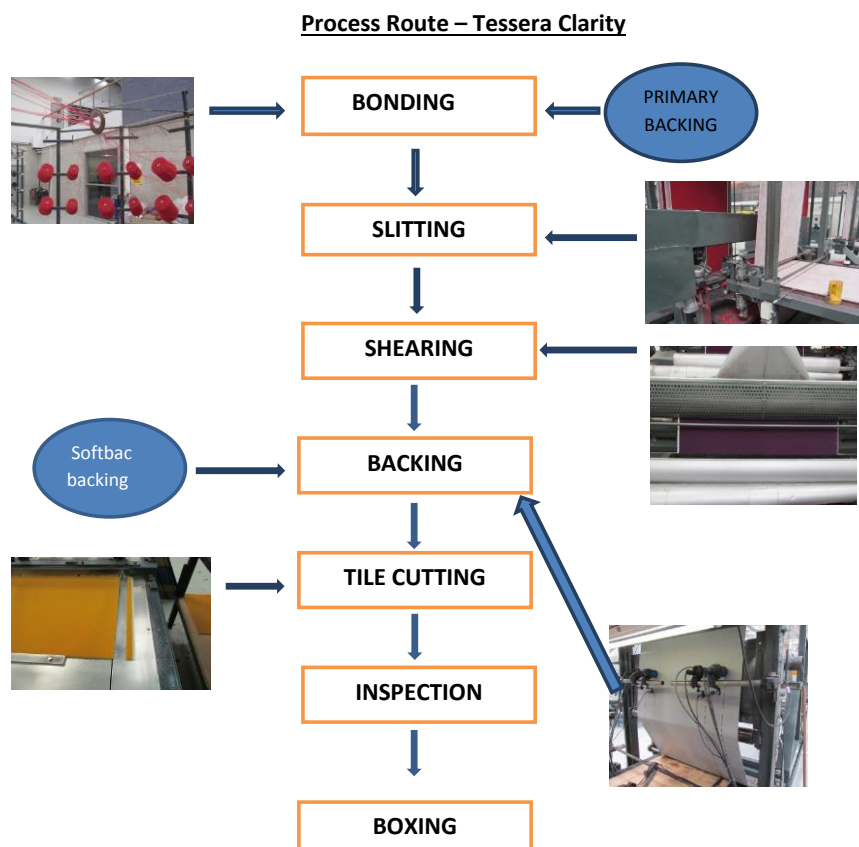 Process Route – Tessera Clarity
BONDING
PRIMARY
BACKING
SLITTING
SHEARING
Softbac
backing
BACKING
TILE CUTTING
INSPECTION
BOXING